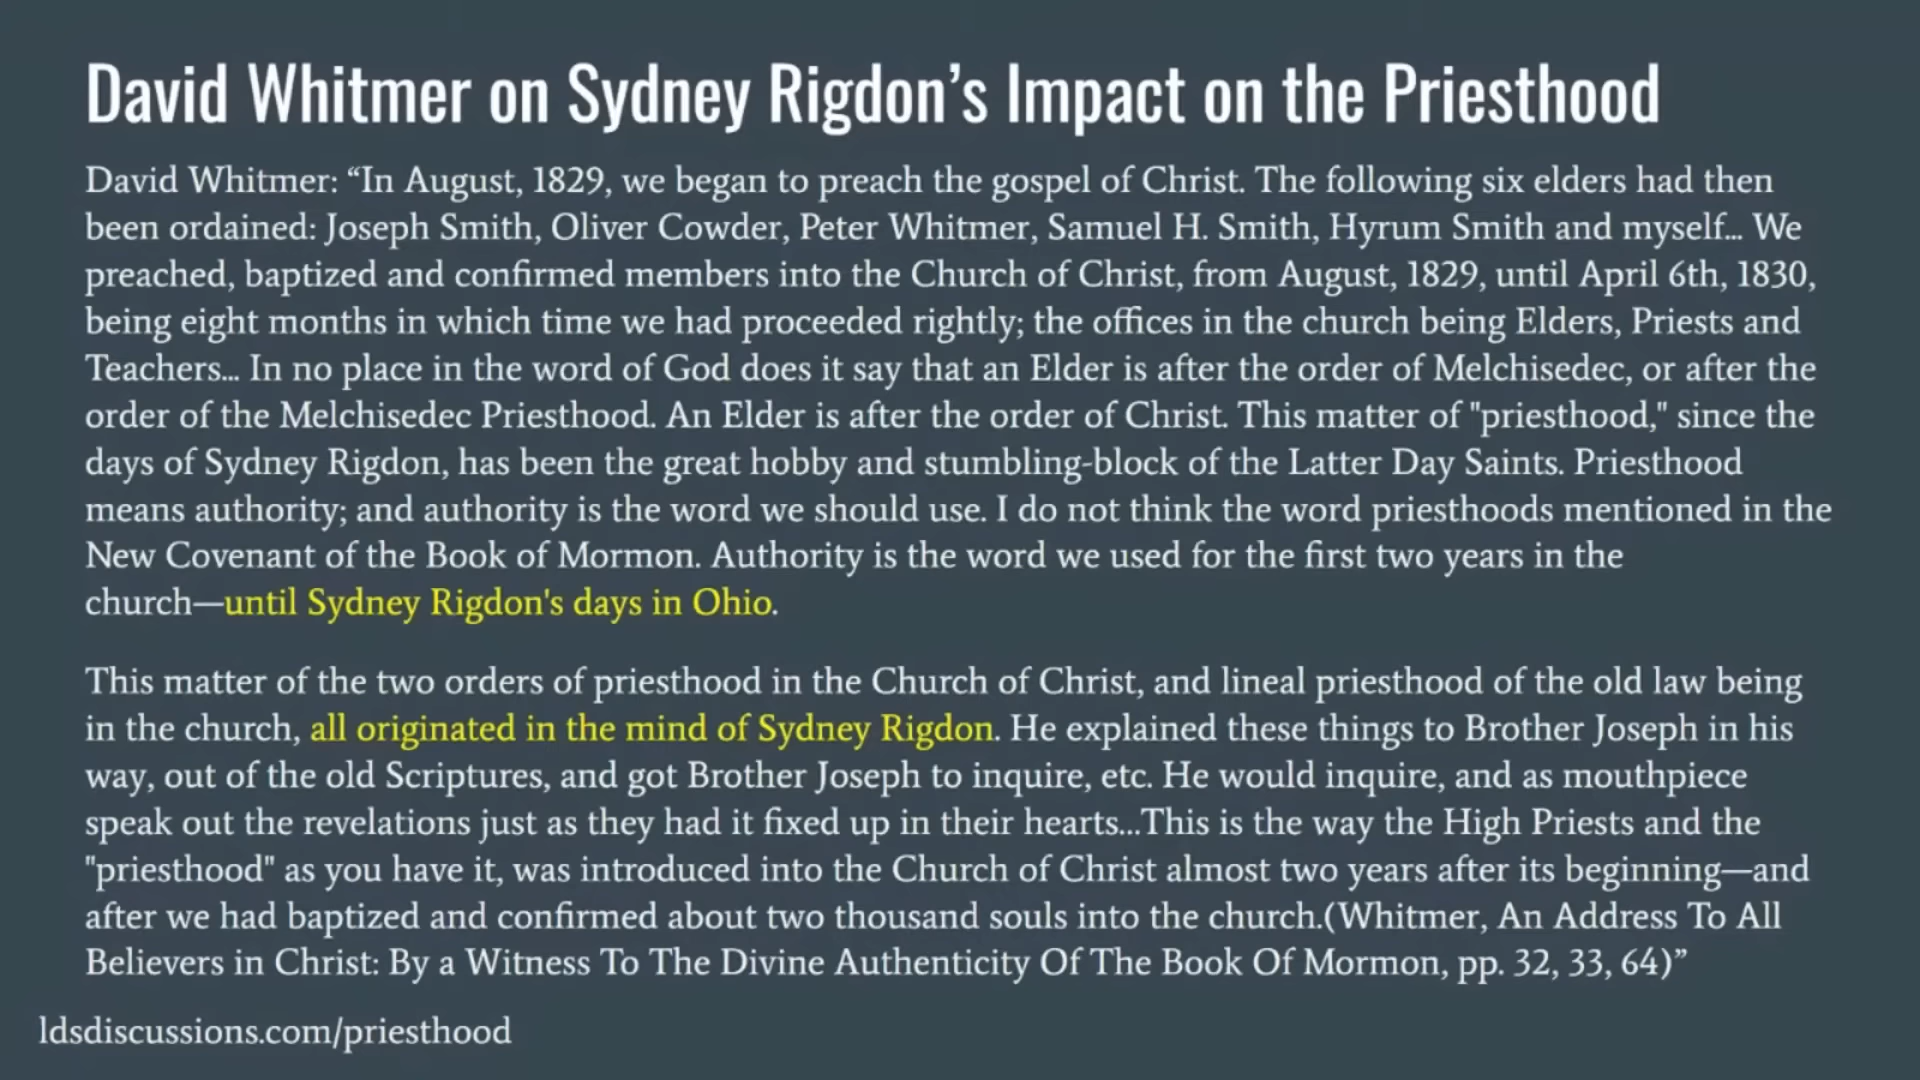 David Whitmer on Sydney Rigdon’s Impact on the Priesthood
David Whitmer: “In August, 1829, we began to preach the gospel of Christ. The following six elders had then
been ordained: Joseph Smith, Oliver Cowder, Peter Whitmer, Samuel H. Smith, Hyrum Smith and myself... We
preached, baptized and confirmed members into the Church of Christ, from August, 1829, until April 6th, 1830,
being eight months in which time we had proceeded rightly; the offices in the church being Elders, Priests and
Teachers... In no place in the word of God does it say that an Elder is after the order of Melchisedec, or after the
order of the Melchisedec Priesthood. An Elder is after the order of Christ. This matter of "priesthood," since the
days of Sydney Rigdon, has been the great hobby and stumbling-block of the Latter Day Saints. Priesthood
means authority; and authority is the word we should use. I do not think the word priesthoods mentioned in the
New Covenant of the Book of Mormon. Authority is the word we used for the first two years in the
church—until Sydney Rigdon's days in Ohio.
This matter of the two orders of priesthood in the Church of Christ, and lineal priesthood of the old law being
in the church, all originated in the mind of Sydney Rigdon. He explained these things to Brother Joseph in his
way, out of the old Scriptures, and got Brother Joseph to inquire, etc. He would inquire, and as mouthpiece
speak out the revelations just as they had it fixed up in their hearts...This is the way the High Priests and the
"priesthood" as you have it, was introduced into the Church of Christ almost two years after its beginning—and
after we had baptized and confirmed about two thousand souls into the church.(Whitmer, An Address To All
Believers in Christ: By a Witness To The Divine Authenticity Of The Book Of Mormon, pp. 32, 33, 64)”
ldsdiscussions.com/priesthood